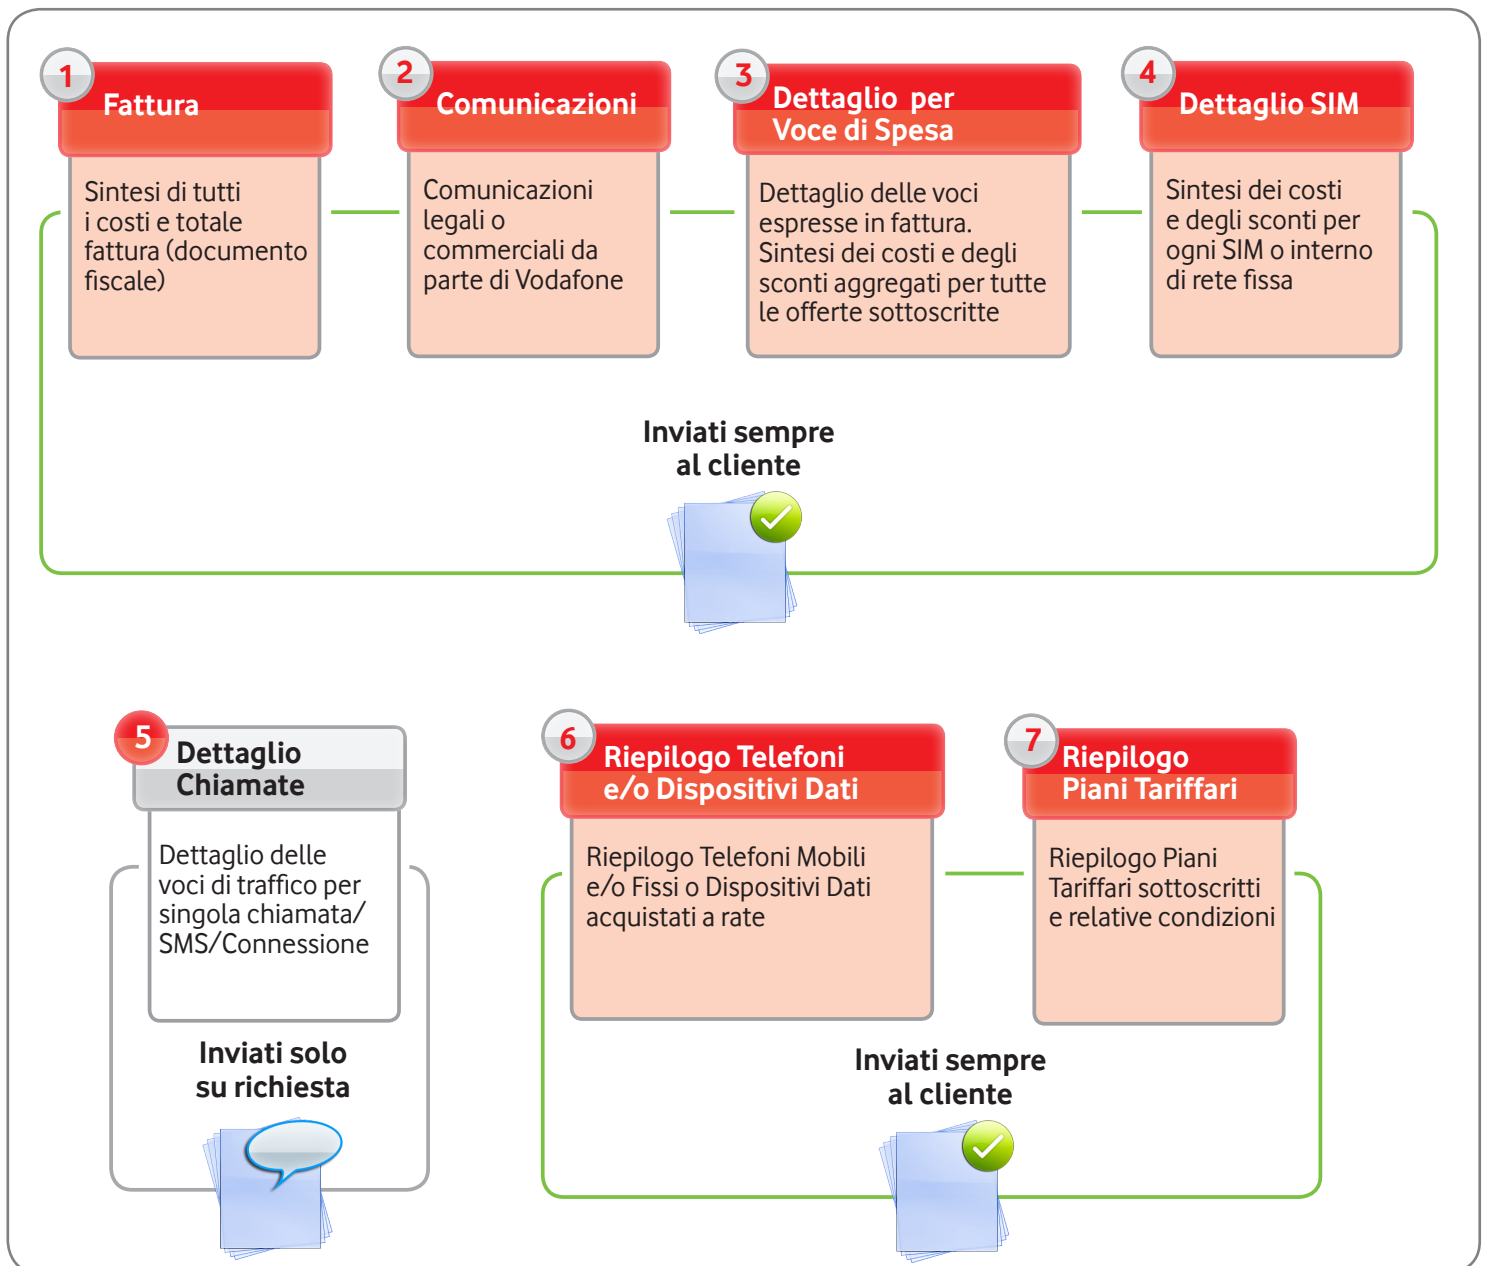 1
Fattura
Sintesi di tutti
i costi e totale
fattura (documento
fiscale)
2
Comunicazioni
Comunicazioni
legali o
commerciali da
parte di Vodafone
3
Dettaglio per
Voce di Spesa
Dettaglio delle voci
espresse in fattura.
Sintesi dei costi e degli
sconti aggregati per tutte
le offerte sottoscritte
4
Dettaglio SIM
Sintesi dei costi
e degli sconti per
ogni SIM o interno
di rete fissa
Inviati sempre
al cliente
5
Dettaglio
Chiamate
Dettaglio delle
voci di traffico per
singola chiamata/
SMS/Connessione
Inviati solo
su richiesta
6
Riepilogo Telefoni
e/o Dispositivi Dati
Riepilogo Telefoni Mobili
e/o Fissi o Dispositivi Dati
acquistati a rate
7
Riepilogo
Piani Tariffari
Riepilogo Piani
Tariffari sottoscritti
e relative condizioni
Inviati sempre
al cliente